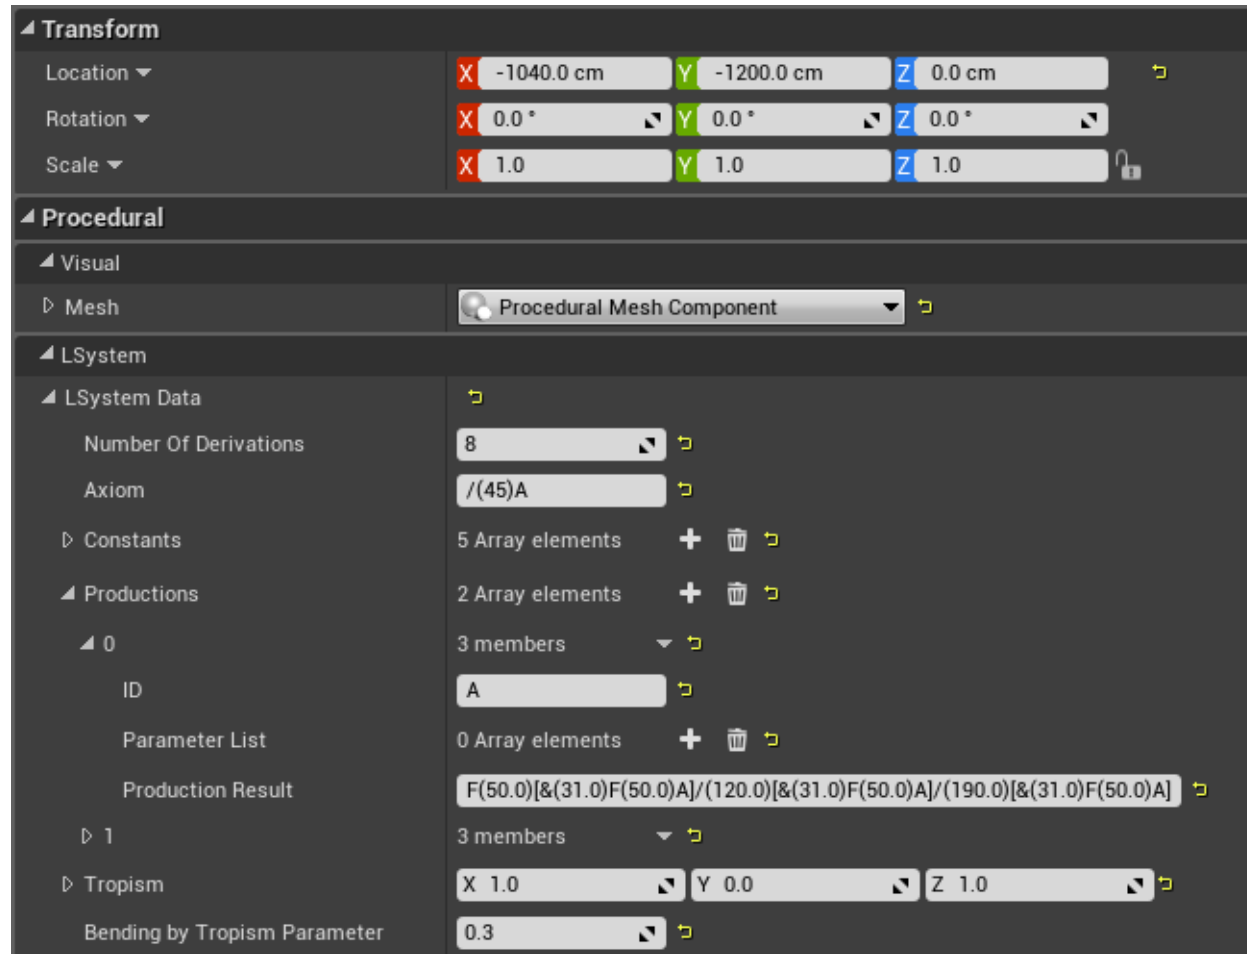 Transform
Location X -1040.0 cm Y -1200.0 cm Z 0.0 cm
Rotation X 0.0 ° Y 0.0 ° Z 0.0 °
Scale X 1.0 Y 1.0 Z 1.0
Procedural
Visual
Mesh Procedural Mesh Component
LSystem
LSystem Data
Number Of Derivations 8
Axiom /(45)A
Constants 5 Array elements
Productions 2 Array elements
0 3 members
ID A
Parameter List 0 Array elements
Production Result F(50.0)[&(31.0)F(50.0)A]/(120.0)[&(31.0)F(50.0)A]/(190.0)[&(31.0)F(50.0)A]
1 3 members
Tropism X 1.0 Y 0.0 Z 1.0
Bending by Tropism Parameter 0.3